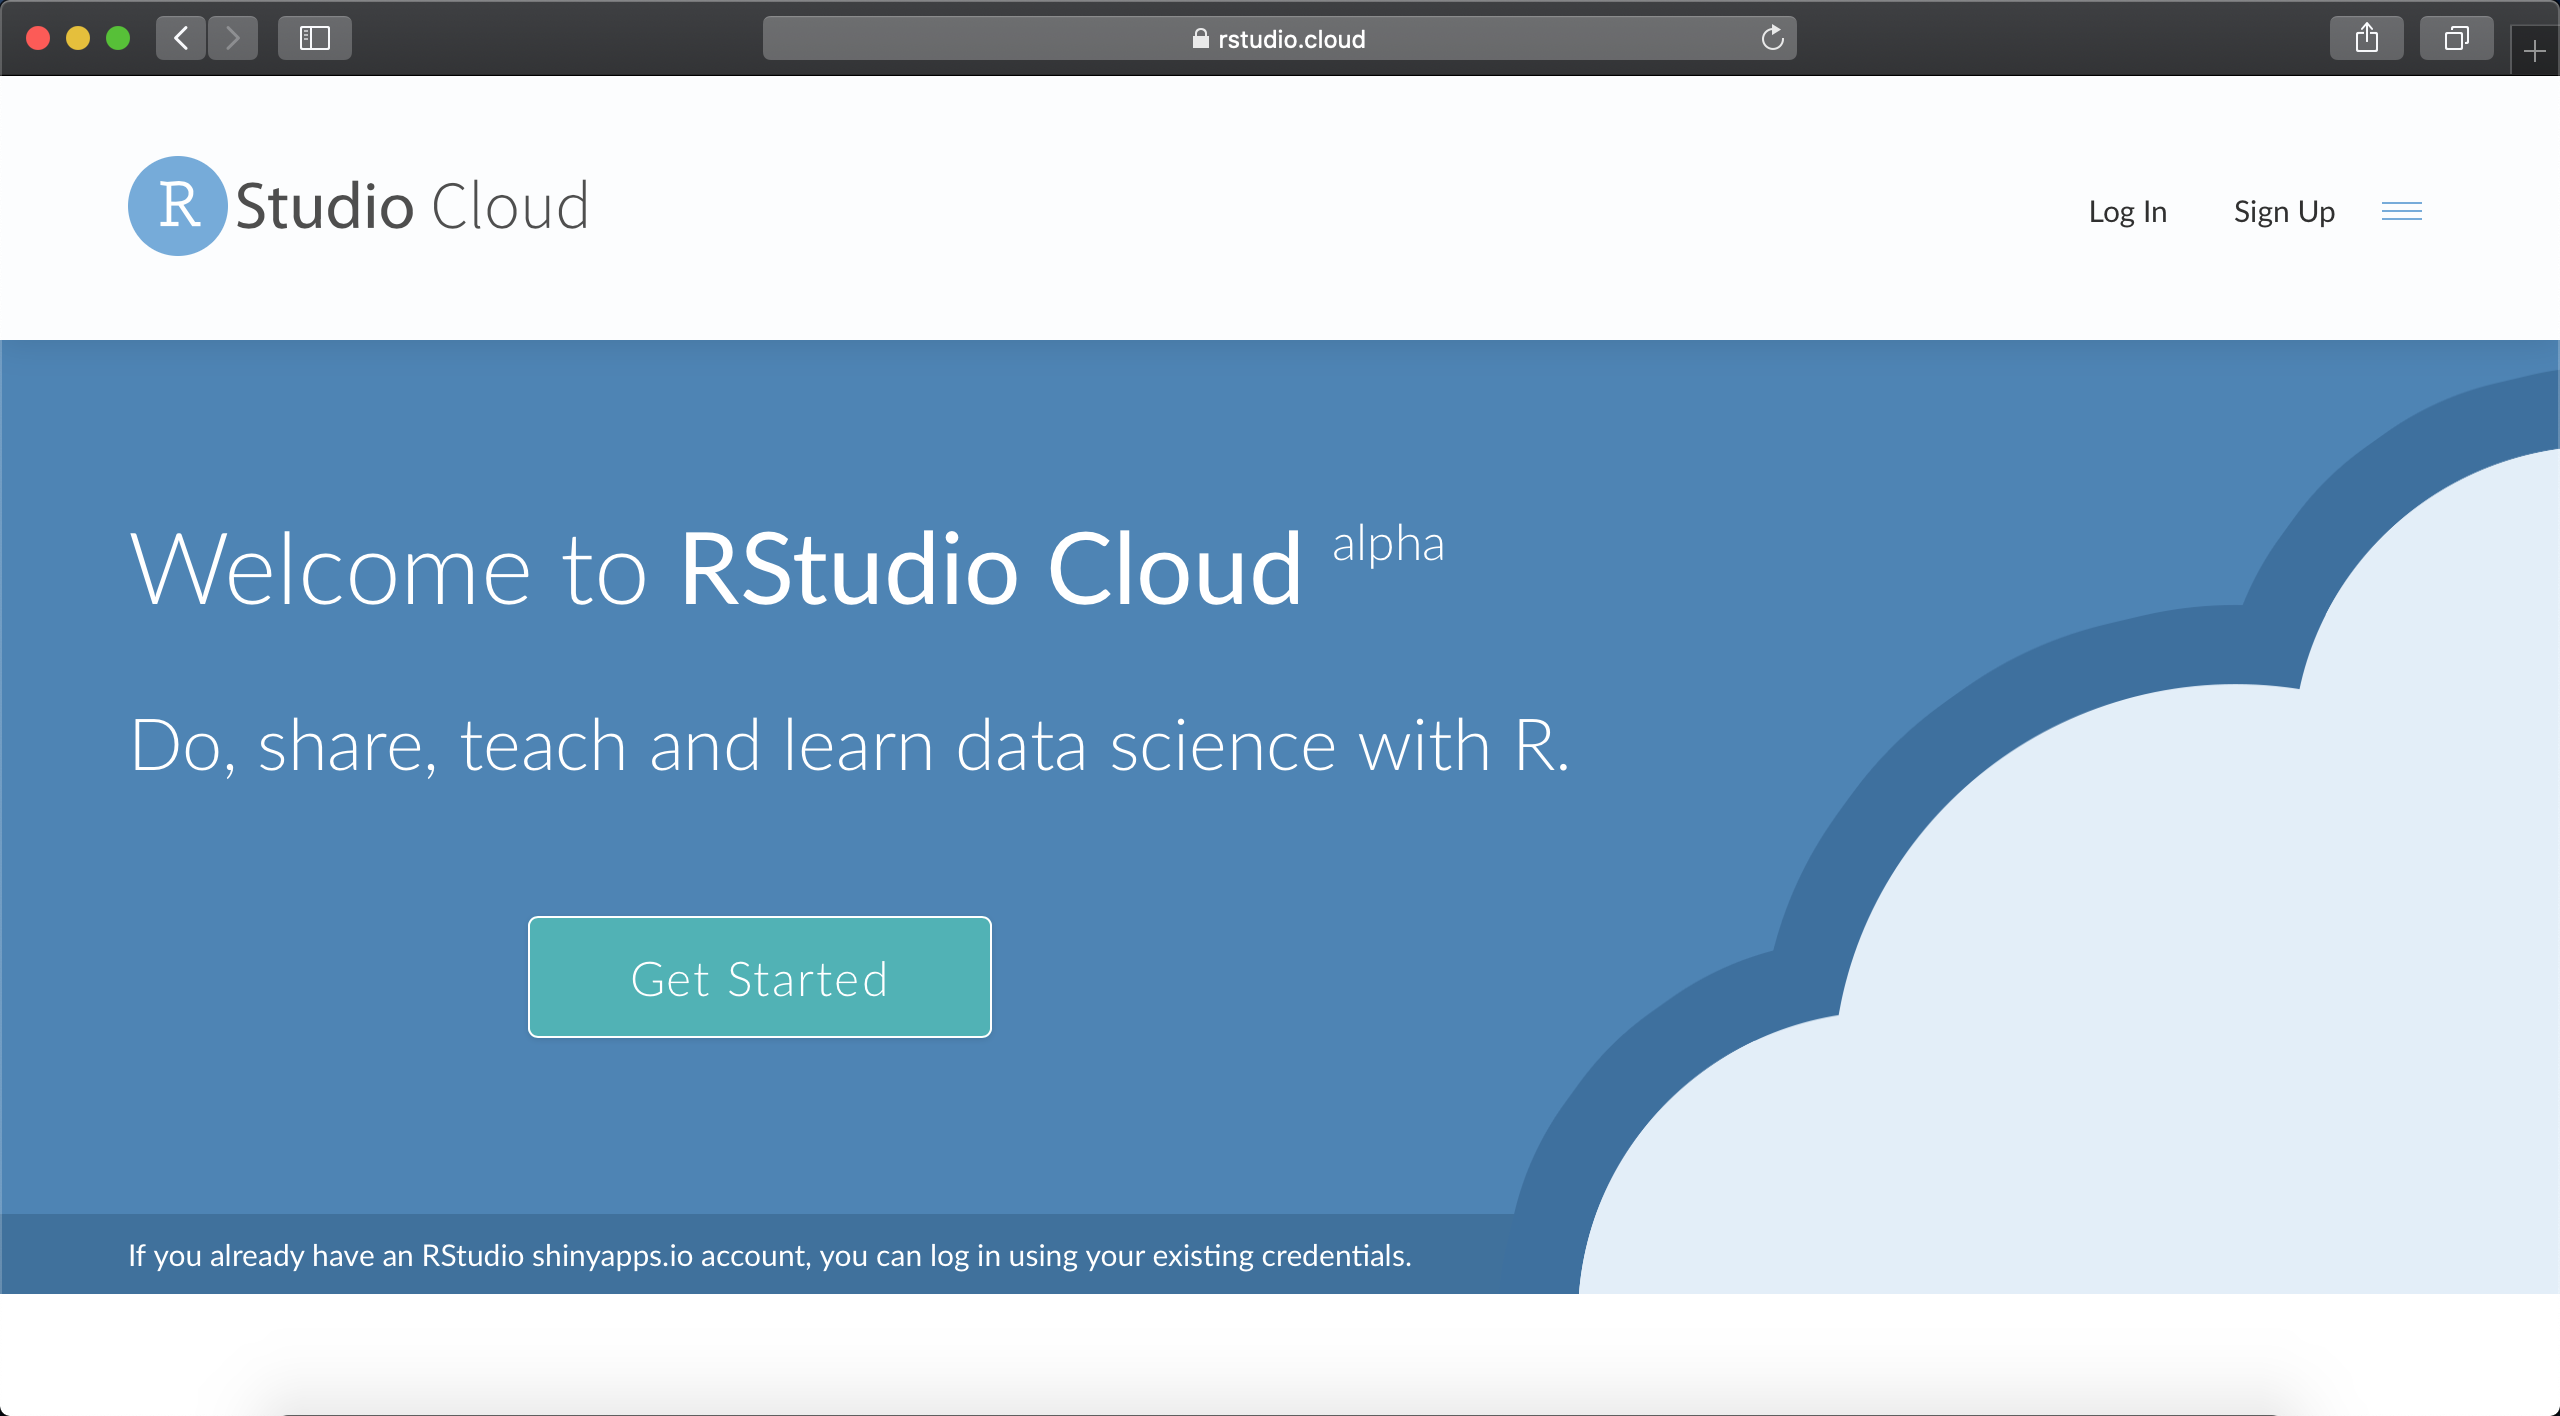 rstudio.cloud
R Studio Cloud
Log In
Sign Up
Welcome to RStudio Cloud alpha
Do, share, teach and learn data science with R.
Get Started
If you already have an RStudio shinyapps.io account, you can log in using your existing credentials.